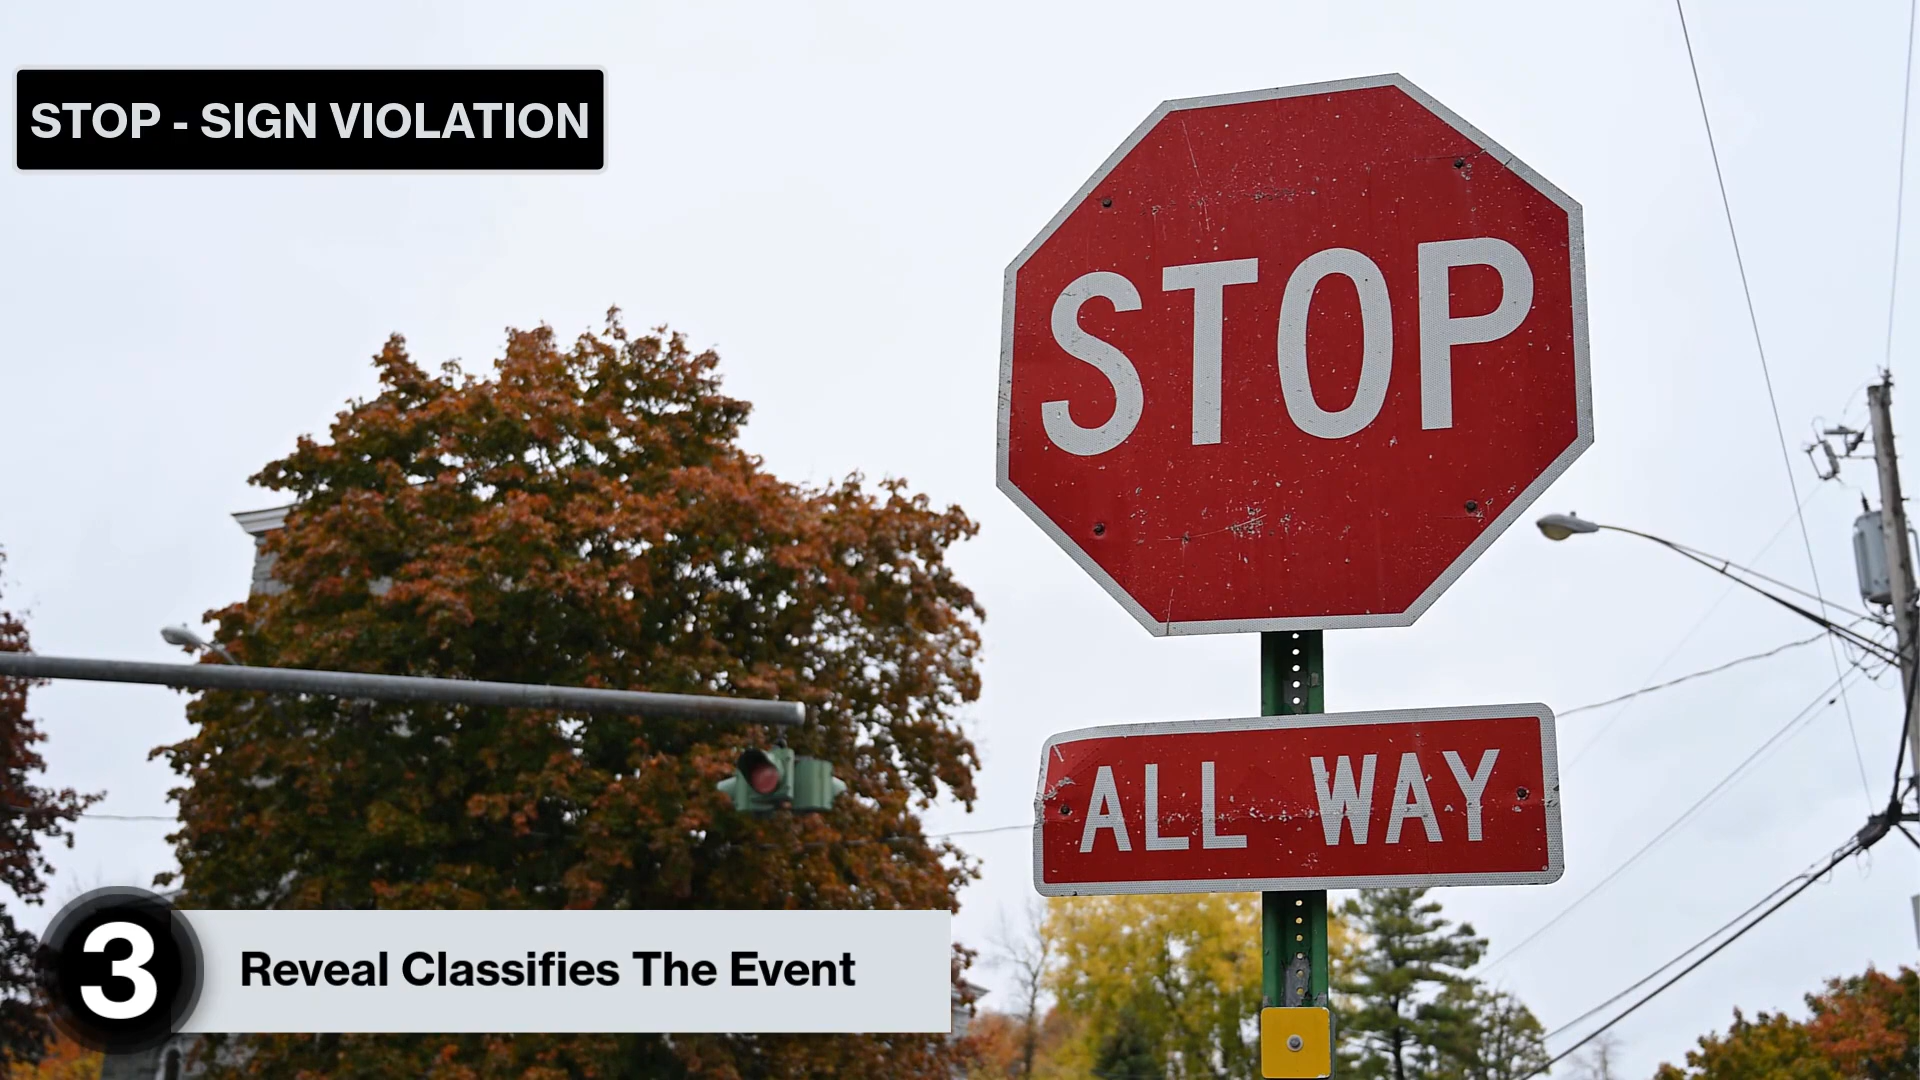 STOP - SIGN VIOLATION
STOP
ALL WAY
3
Reveal Classifies The Event